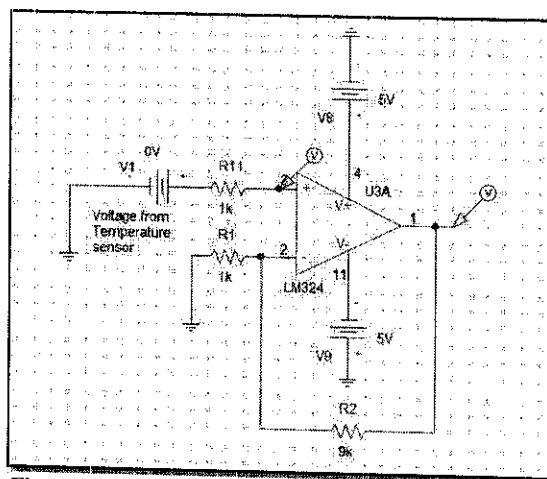 5V
V8
0V
V1
R11
U3A
4
3
+
V+
1
1k
Voltage from
Temperature
sensor
R1
2
-
V-
1k
11
LM324
5V
V9
R2
9k
V
V